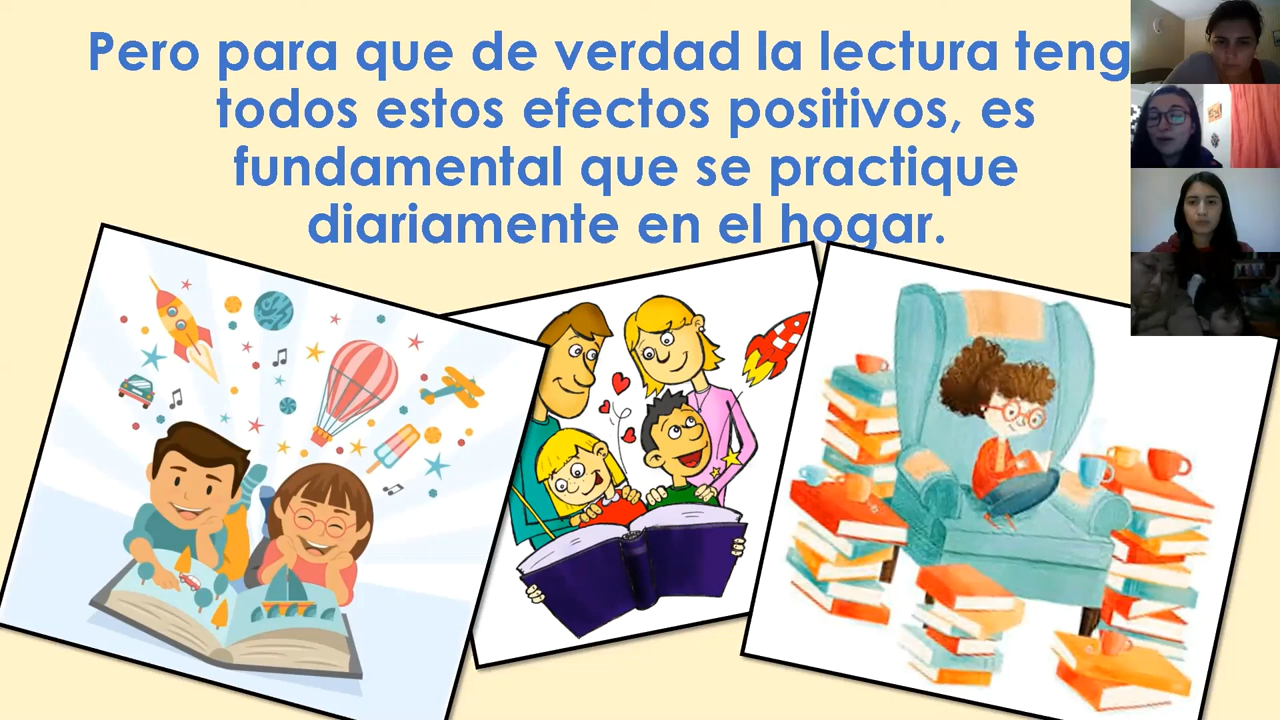 Pero para que de verdad la lectura teng
todos estos efectos positivos, es
fundamental que se practique
diariamente en el hogar.